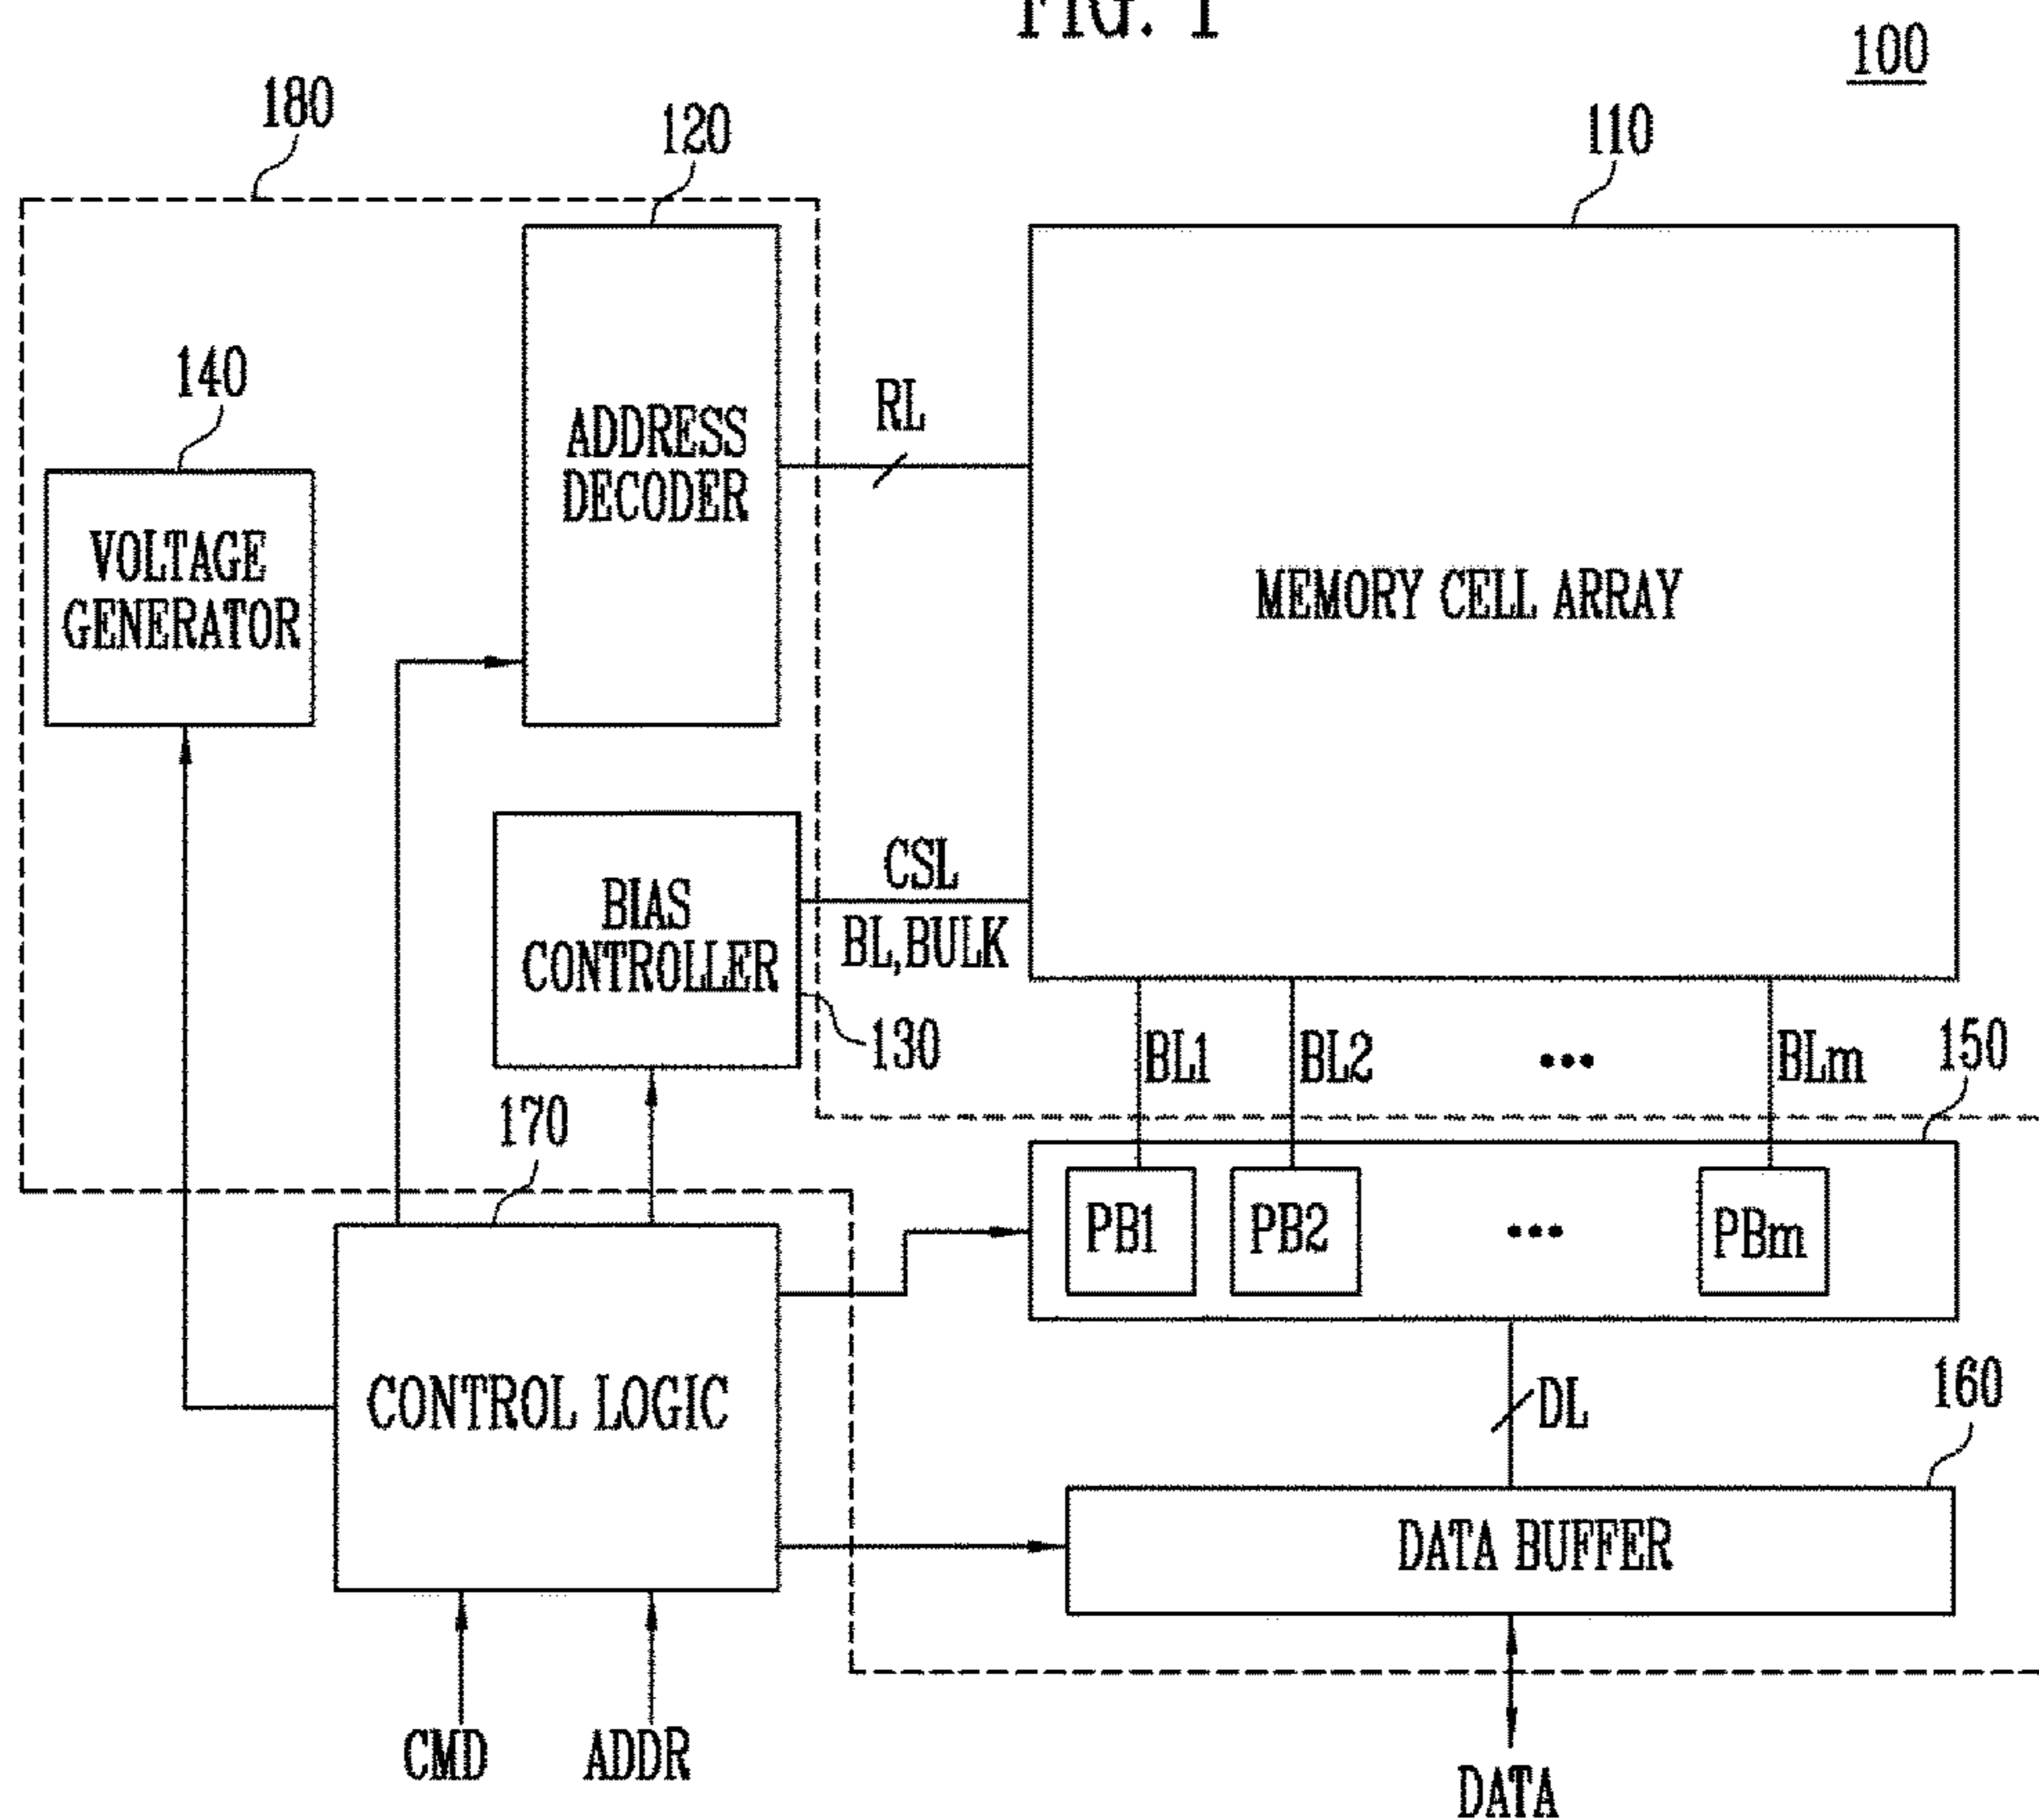 FIG. 1
100
180
120
110
140
ADDRESS
DECODER
RL
VOLTAGE
GENERATOR
MEMORY CELL ARRAY
BIAS
CONTROLLER
CSL
BL,BULK
130
BL1
BL2
•••
BLm
150
170
PB1
PB2
•••
PBm
CONTROL LOGIC
DL
160
DATA BUFFER
CMD
ADDR
DATA